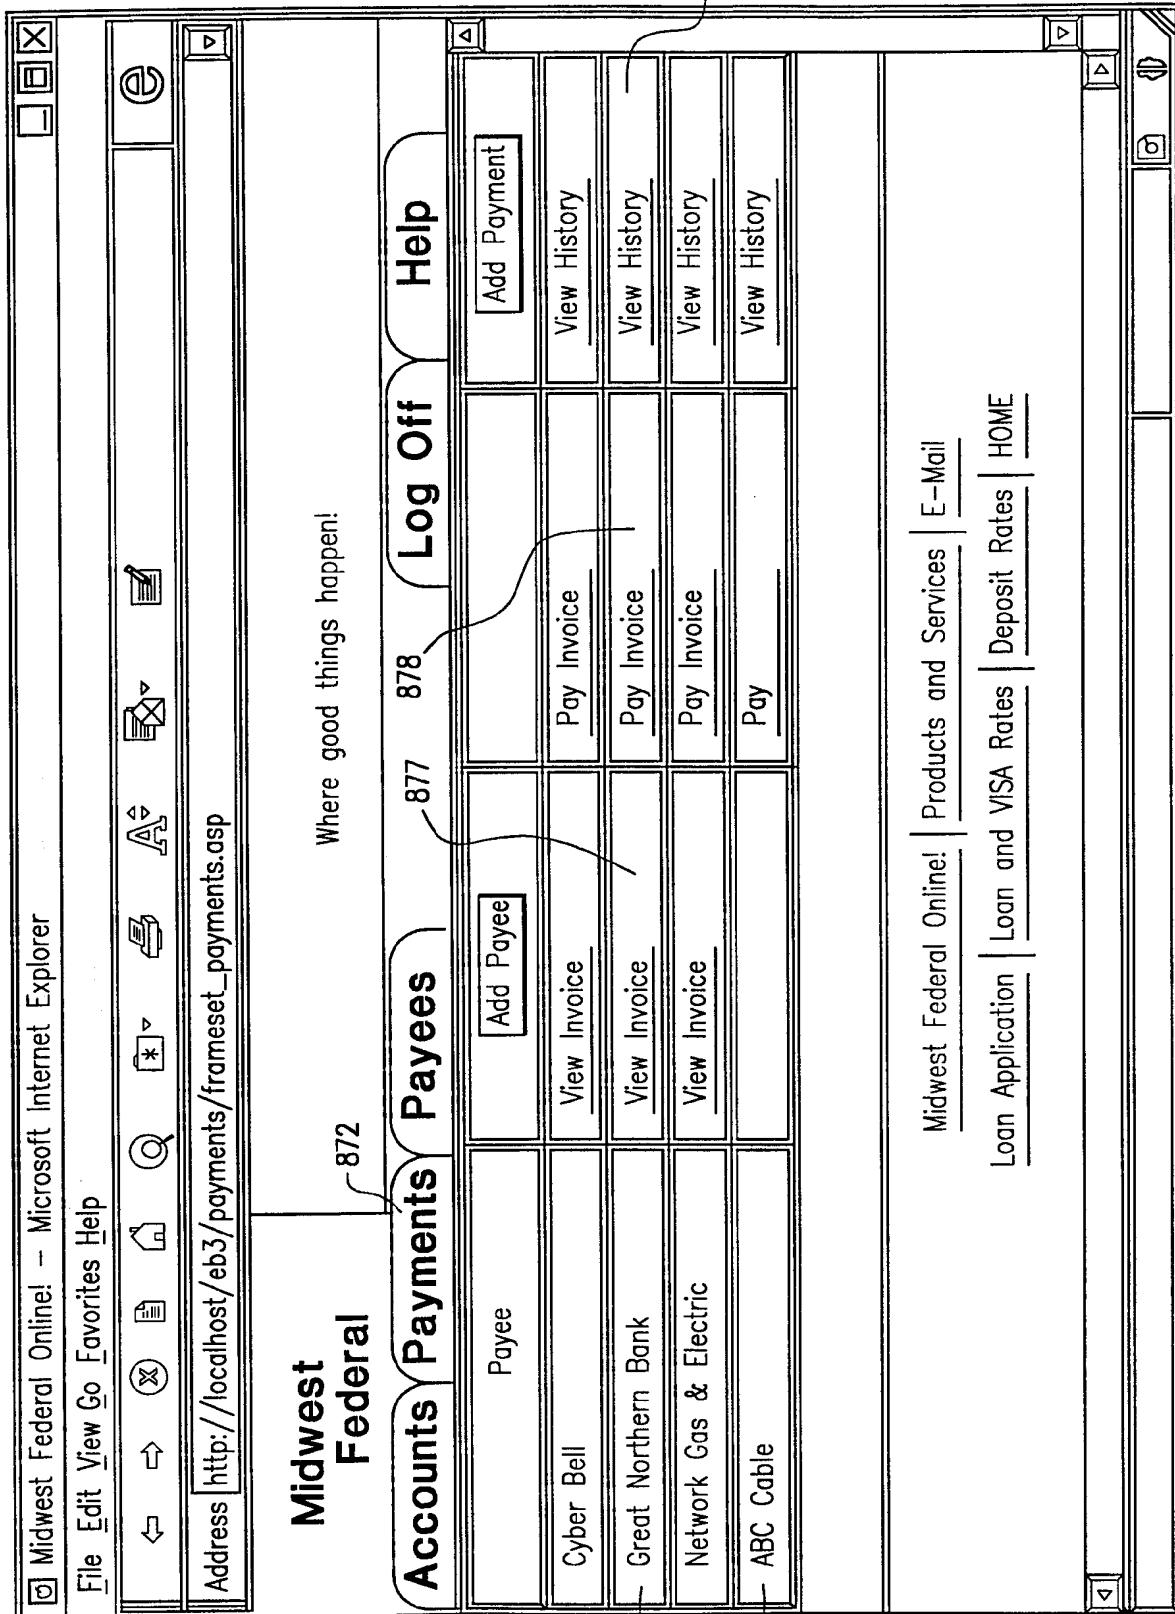 Midwest Federal Online! — Microsoft Internet Explorer
File Edit View Go Favorites Help
Address http://localhost/eb3/payments/frameset_payments.asp
Midwest
Federal
Where good things happen!
872
877
878
Accounts Payments Payees Log Off Help
Payee Add Payee Add Payment
Cyber Bell View Invoice Pay Invoice View History
Great Northern Bank View Invoice Pay Invoice View History
Network Gas & Electric View Invoice Pay Invoice View History
ABC Cable Pay View History
Midwest Federal Online! | Products and Services | E-Mail
Loan Application | Loan and VISA Rates | Deposit Rates | HOME